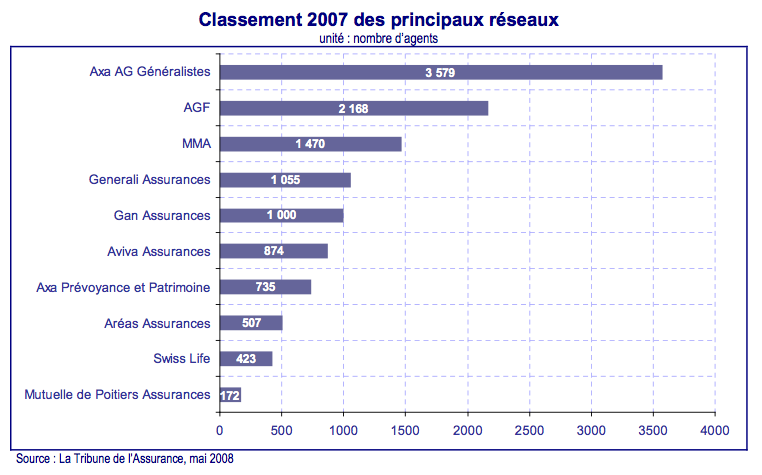 Classement 2007 des principaux réseaux
unité : nombre d'agents
Axa AG Généralistes 3 579
AGF 2 168
MMA 1 470
Generali Assurances 1 055
Gan Assurances 1 000
Aviva Assurances 874
Axa Prévoyance et Patrimoine 735
Aréas Assurances 507
Swiss Life 423
Mutuelle de Poitiers Assurances 172
0 500 1000 1500 2000 2500 3000 3500 4000
Source : La Tribune de l'Assurance, mai 2008